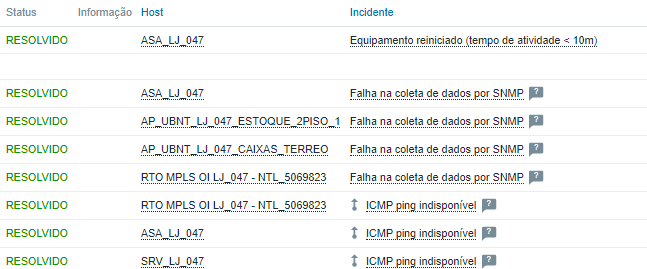 Status Informação Host Incidente
RESOLVIDO ASA_LJ_047 Equipamento reiniciado (tempo de atividade < 10m)
RESOLVIDO ASA_LJ_047 Falha na coleta de dados por SNMP ?
RESOLVIDO AP_UBNT_LJ_047_ESTOQUE_2PISO_1 Falha na coleta de dados por SNMP ?
RESOLVIDO AP_UBNT_LJ_047_CAIXAS_TERREO Falha na coleta de dados por SNMP ?
RESOLVIDO RTO MPLS OI LJ_047 - NTL_5069823 Falha na coleta de dados por SNMP ?
RESOLVIDO RTO MPLS OI LJ_047 - NTL_5069823 ICMP ping indisponível ?
RESOLVIDO ASA_LJ_047 ICMP ping indisponível ?
RESOLVIDO SRV_LJ_047 ICMP ping indisponível ?